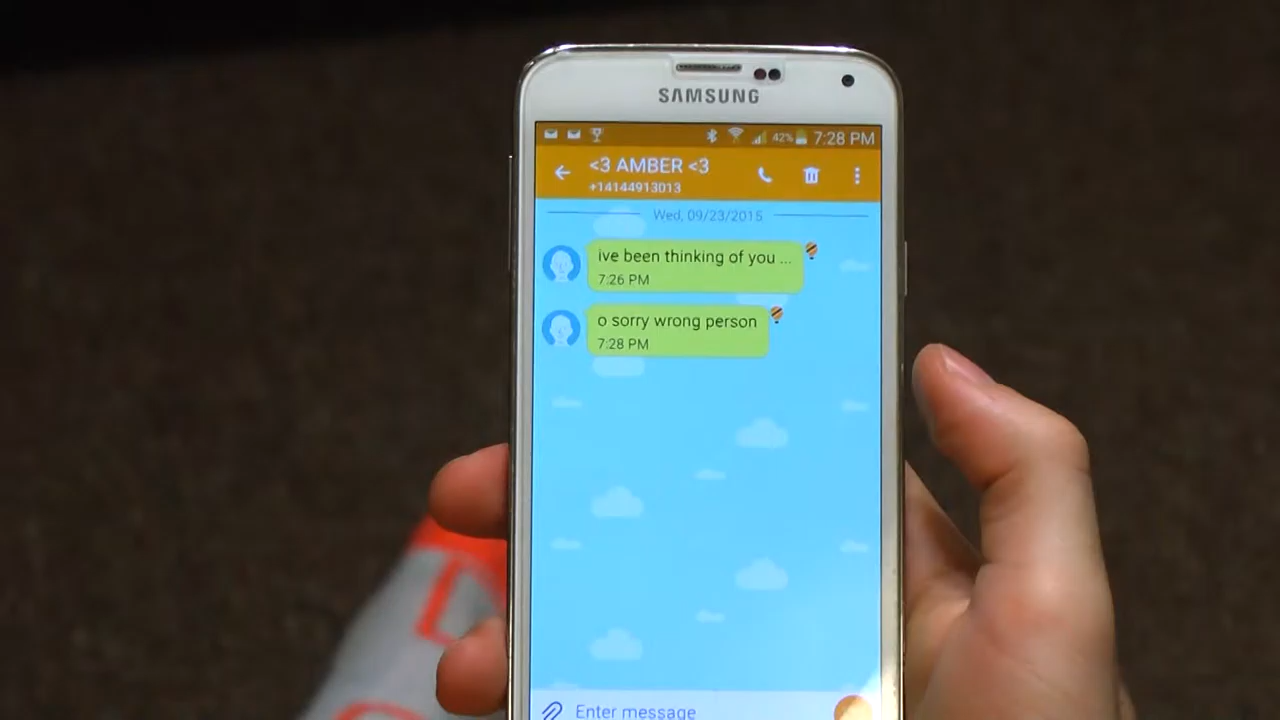 SAMSUNG
42% 7:28 PM
<3 AMBER <3
+14144913013
Wed, 09/23/2015
ive been thinking of you ...
7:26 PM
o sorry wrong person
7:28 PM
Enter message